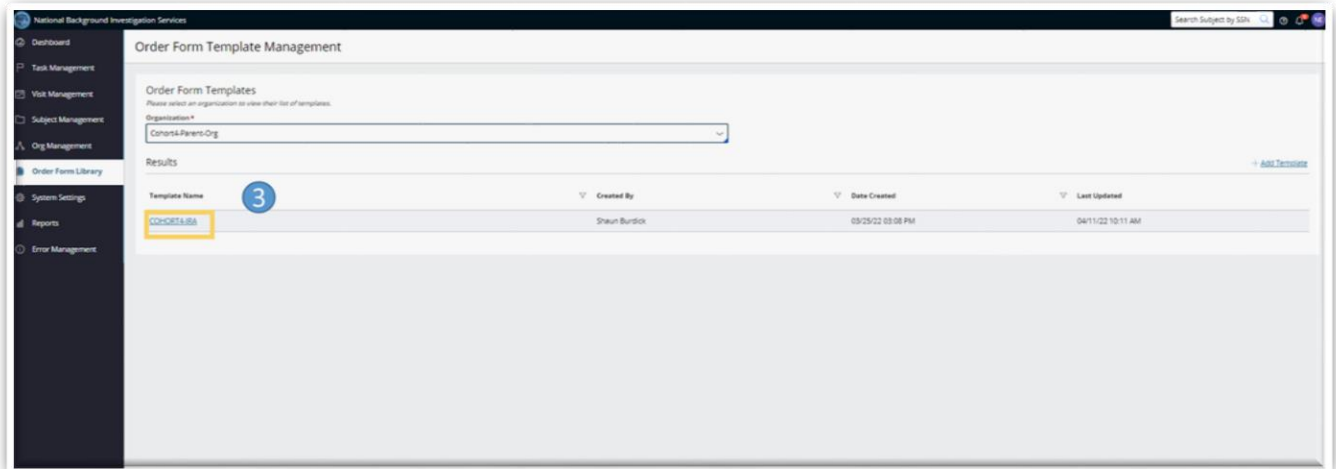 National Background Investigation Services
Search Subject by SSN
Dashboard
Order Form Template Management
Task Management
Visit Management
Order Form Templates
Please select an organization to view their list of templates.
Subject Management
Organization *
Cohort4-Parent-Org
Org Management
Results
+ Add Template
Order Form Library
System Settings
Template Name
3
Created By
Date Created
Last Updated
Reports
COHORT4-IRA
Shaun Burdick
03/25/22 03:08 PM
04/11/22 10:11 AM
Error Management